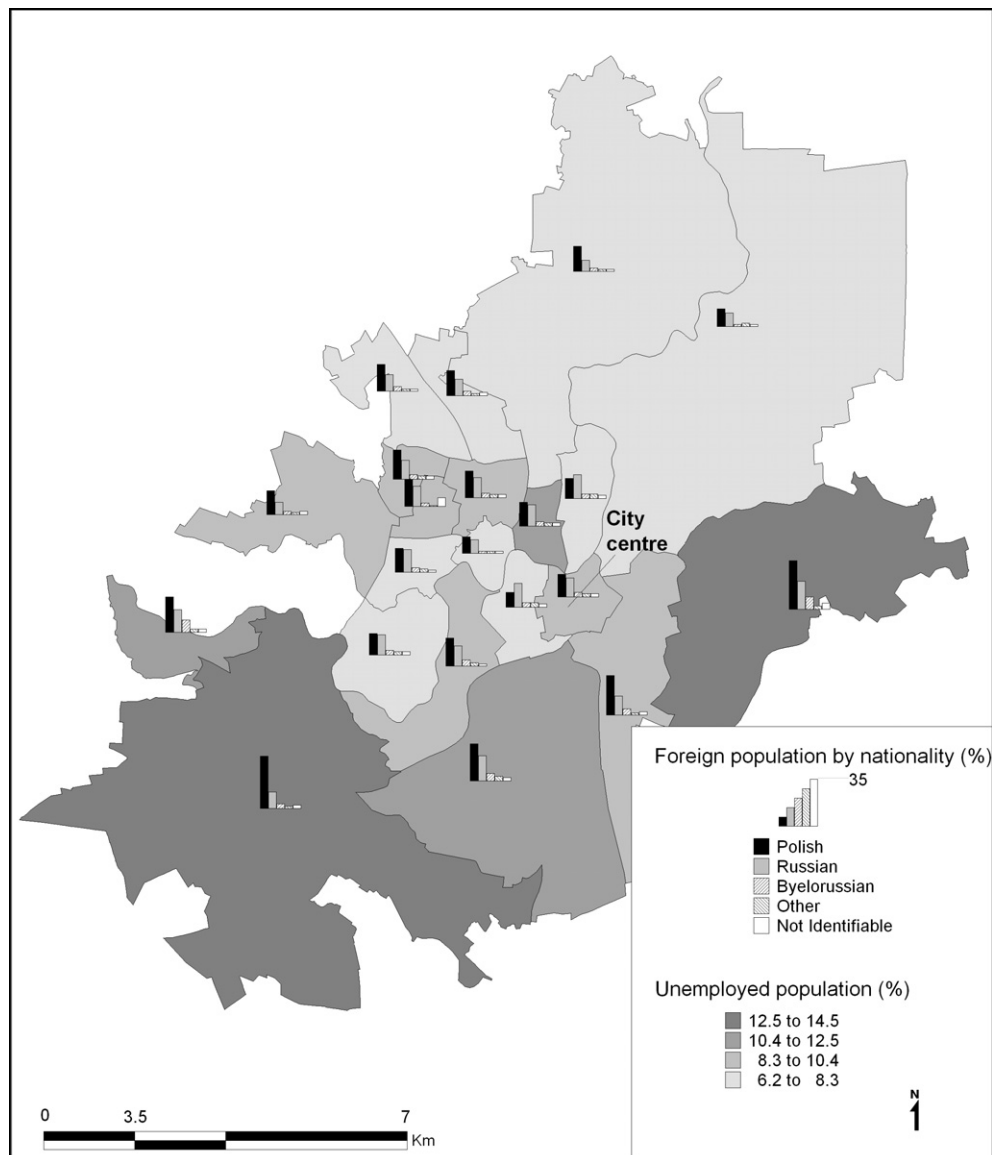 City
centre
Foreign population by nationality (%)
35
Polish
Russian
Byelorussian
Other
Not Identifiable
Unemployed population (%)
12.5 to 14.5
10.4 to 12.5
8.3 to 10.4
6.2 to 8.3
N
0 3.5 7
Km